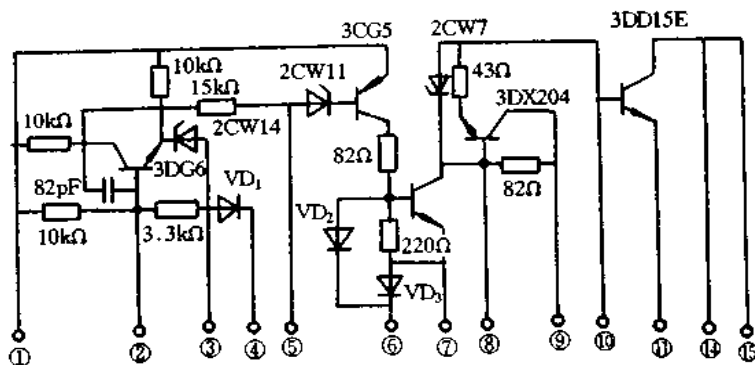 3CG5
2CW7
3DD15E
10kΩ
15kΩ
2CW11
43Ω
3DX204
10kΩ
2CW14
3DG6
82Ω
82pF
VD₁
82Ω
VD₂
10kΩ
3.3kΩ
220Ω
VD₃
① ② ③ ④ ⑤ ⑥ ⑦ ⑧ ⑨ ⑩ ⑪ ⑭ ⑮